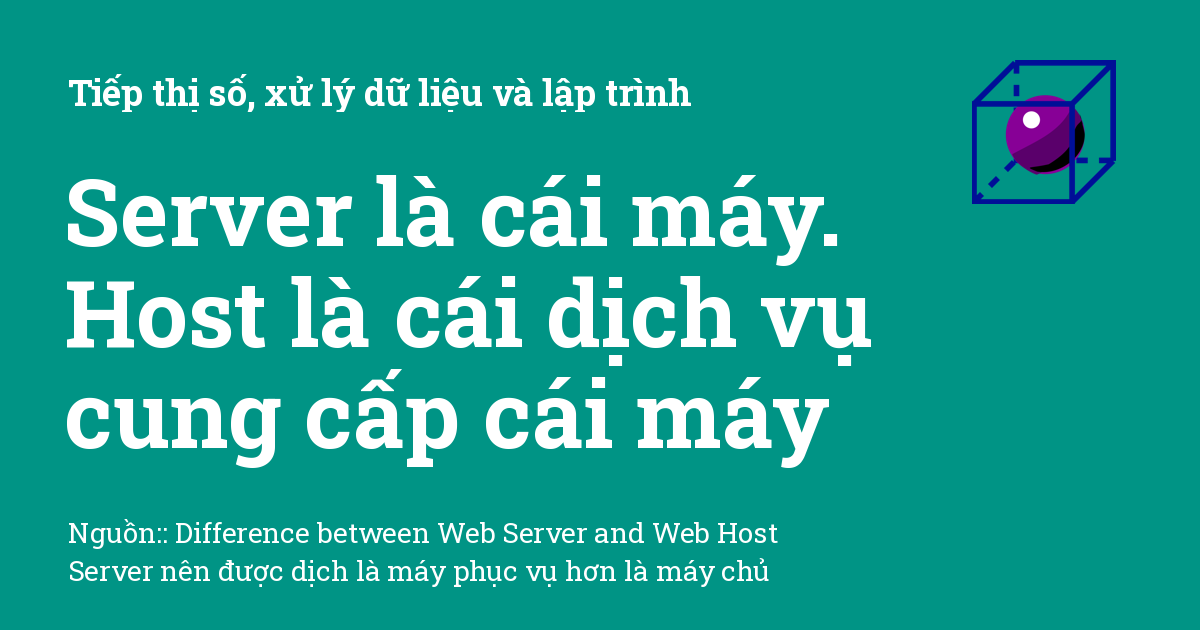 Tiếp thị số, xử lý dữ liệu và lập trình
Server là cái máy.
Host là cái dịch vụ
cung cấp cái máy
Nguồn:: Difference between Web Server and Web Host
Server nên được dịch là máy phục vụ hơn là máy chủ